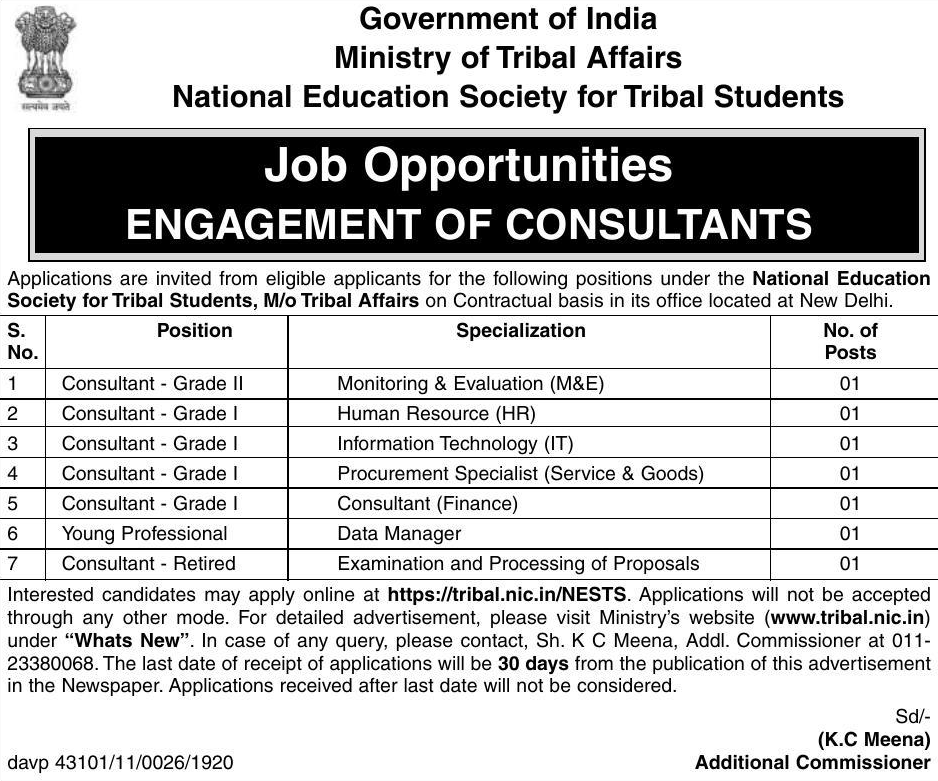 Government of India
Ministry of Tribal Affairs
National Education Society for Tribal Students
सत्यमेव जयते
Job Opportunities
ENGAGEMENT OF CONSULTANTS
Applications are invited from eligible applicants for the following positions under the National Education
Society for Tribal Students, M/o Tribal Affairs on Contractual basis in its office located at New Delhi.
S. No. Position Specialization No. of Posts
1 Consultant - Grade II Monitoring & Evaluation (M&E) 01
2 Consultant - Grade I Human Resource (HR) 01
3 Consultant - Grade I Information Technology (IT) 01
4 Consultant - Grade I Procurement Specialist (Service & Goods) 01
5 Consultant - Grade I Consultant (Finance) 01
6 Young Professional Data Manager 01
7 Consultant - Retired Examination and Processing of Proposals 01
Interested candidates may apply online at https://tribal.nic.in/NESTS. Applications will not be accepted
through any other mode. For detailed advertisement, please visit Ministry's website (www.tribal.nic.in)
under “Whats New”. In case of any query, please contact, Sh. K C Meena, Addl. Commissioner at 011-
23380068. The last date of receipt of applications will be 30 days from the publication of this advertisement
in the Newspaper. Applications received after last date will not be considered.
Sd/-
(K.C Meena)
davp 43101/11/0026/1920 Additional Commissioner